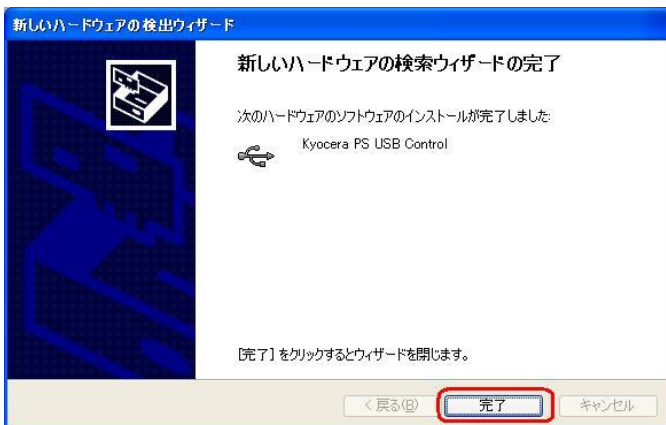 新しいハードウェアの検出ウィザード
新しいハードウェアの検索ウィザードの完了
次のハードウェアのソフトウェアのインストールが完了しました:
Kyocera PS USB Control
[完了] をクリックするとウィザードを閉じます。
< 戻る(B) 完了 キャンセル